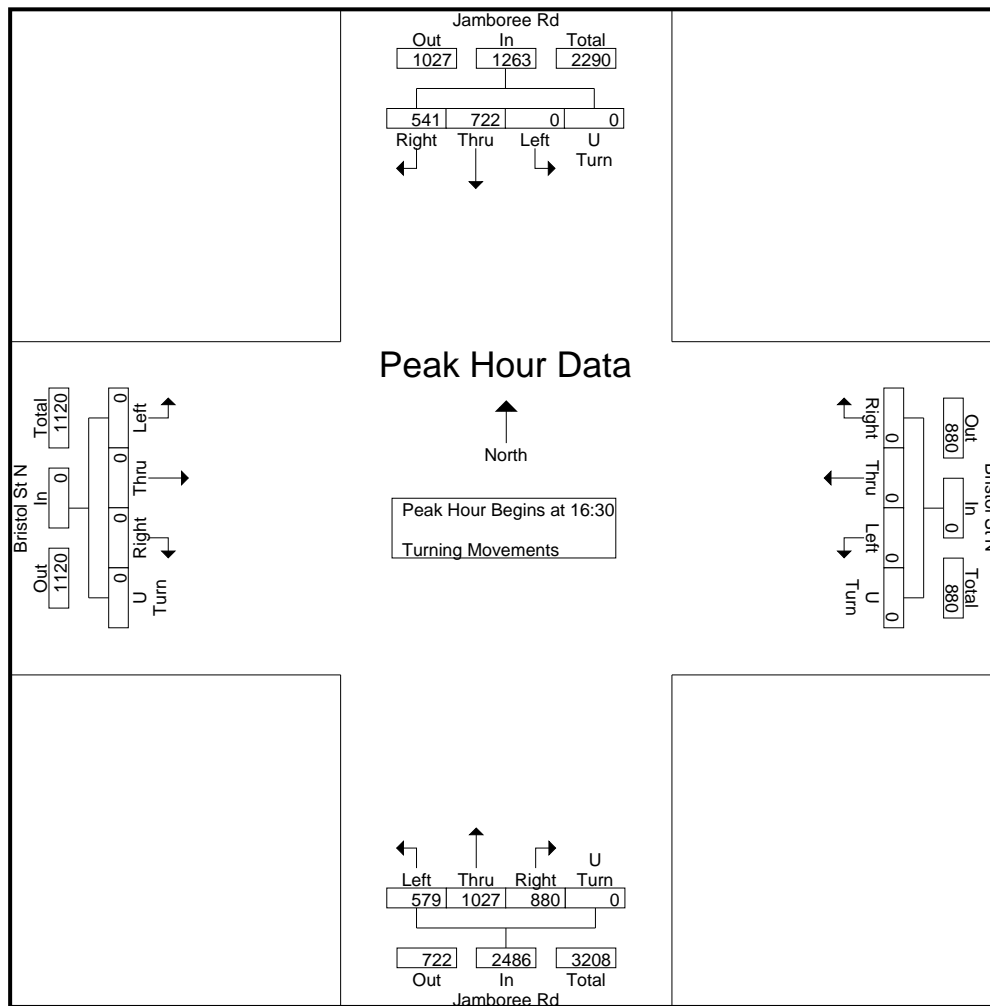 Jamboree Rd
Out In Total
1027 1263 2290
541 722 0 0
Right Thru Left U Turn
Peak Hour Data
North
Peak Hour Begins at 16:30
Turning Movements
Bristol St N
Out In Total
1120 0 1120
0 0 0 0
Left Thru Right U Turn
Right Thru Left U Turn
0 0 0 0
Out In Total
880 0 880
Bristol St N
Left Thru Right U Turn
579 1027 880 0
722 2486 3208
Out In Total
Jamboree Rd